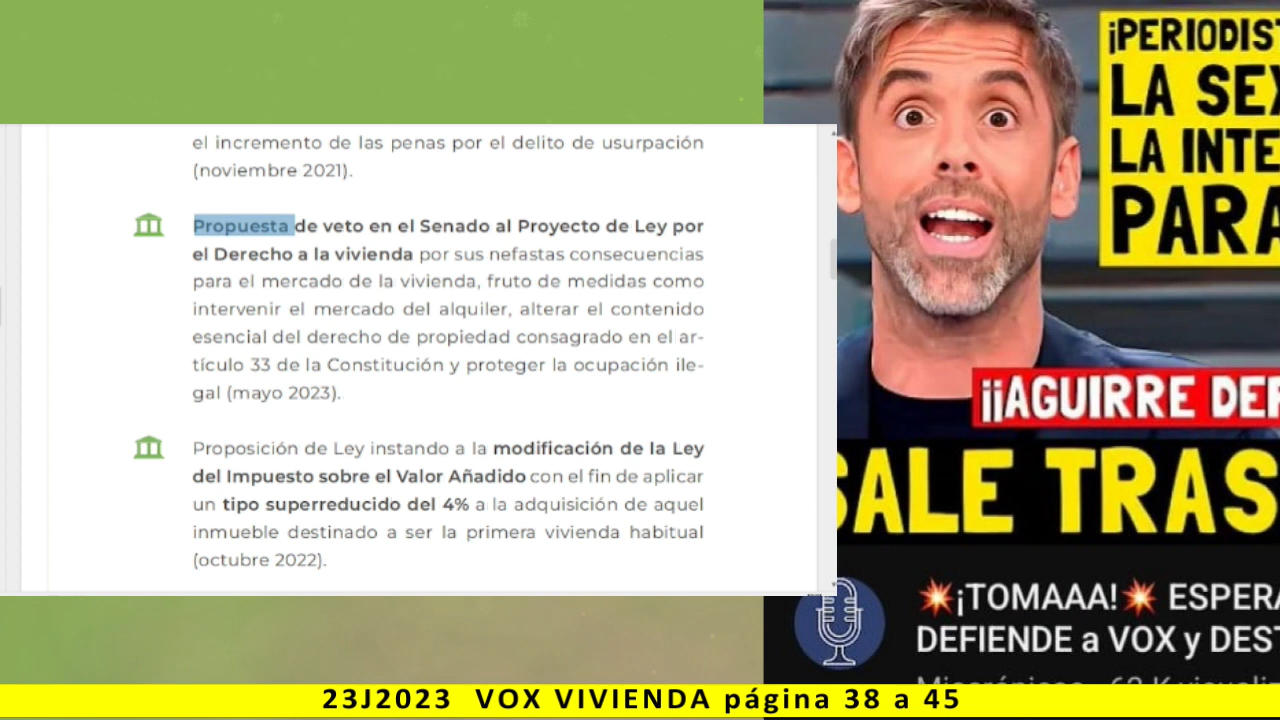 el incremento de las penas por el delito de usurpación
(noviembre 2021).
Propuesta de veto en el Senado al Proyecto de Ley por
el Derecho a la vivienda por sus nefastas consecuencias
para el mercado de la vivienda, fruto de medidas como
intervenir el mercado del alquiler, alterar el contenido
esencial del derecho de propiedad consagrado en el ar-
tículo 33 de la Constitución y proteger la ocupación ile-
gal (mayo 2023).
Proposición de Ley instando a la modificación de la Ley
del Impuesto sobre el Valor Añadido con el fin de aplicar
un tipo superreducido del 4% a la adquisición de aquel
inmueble destinado a ser la primera vivienda habitual
(octubre 2022).
¡PERIODIST
LA SEX
LA INTE
PARA
¡¡AGUIRRE DEF
SALE TRAS
💥¡TOMAAA!💥 ESPERA
DEFIENDE a VOX y DEST
23J2023 VOX VIVIENDA página 38 a 45